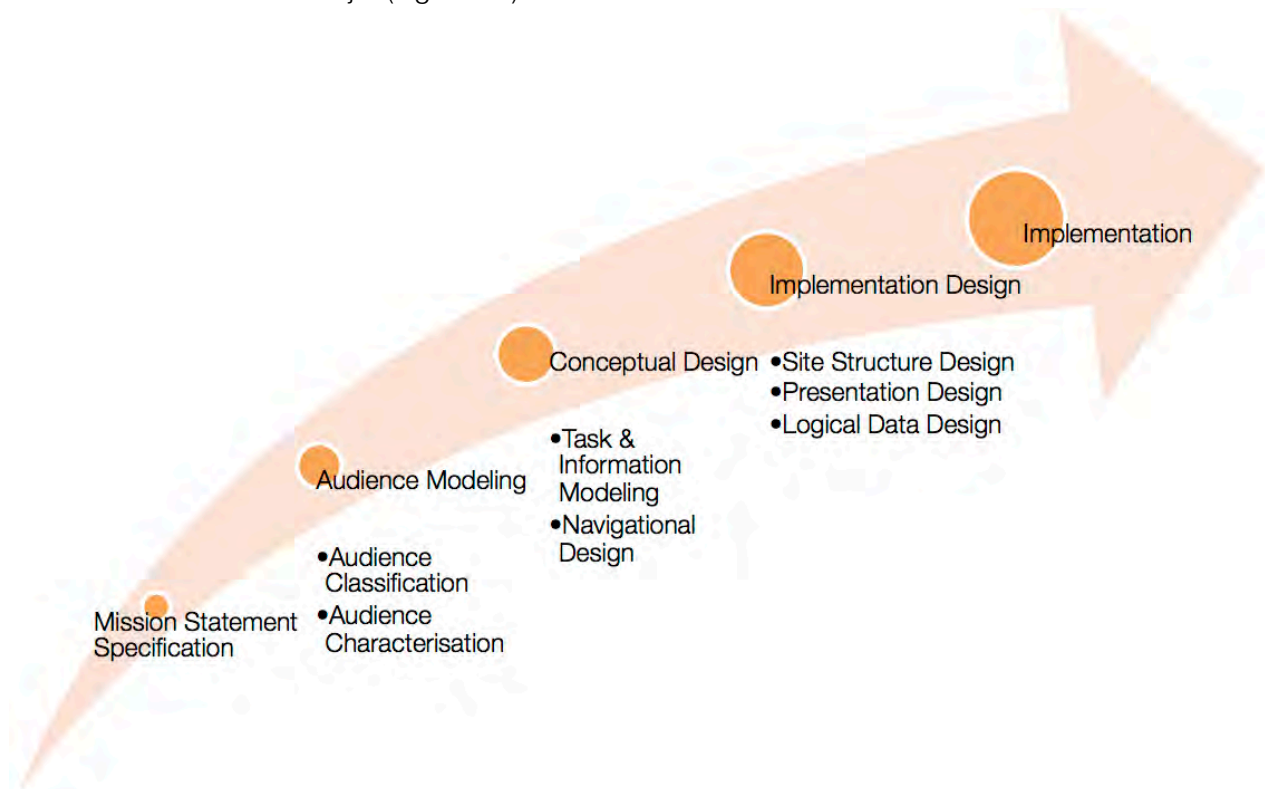 Implementation
Implementation Design
Conceptual Design
•Site Structure Design
•Presentation Design
•Logical Data Design
•Task &
Information
Modeling
•Navigational
Design
Audience Modeling
•Audience
Classification
•Audience
Characterisation
Mission Statement
Specification